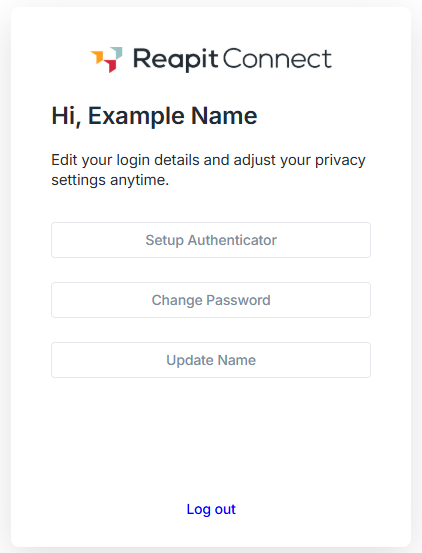 Reapit Connect
Hi, Example Name
Edit your login details and adjust your privacy
settings anytime.
Setup Authenticator
Change Password
Update Name
Log out